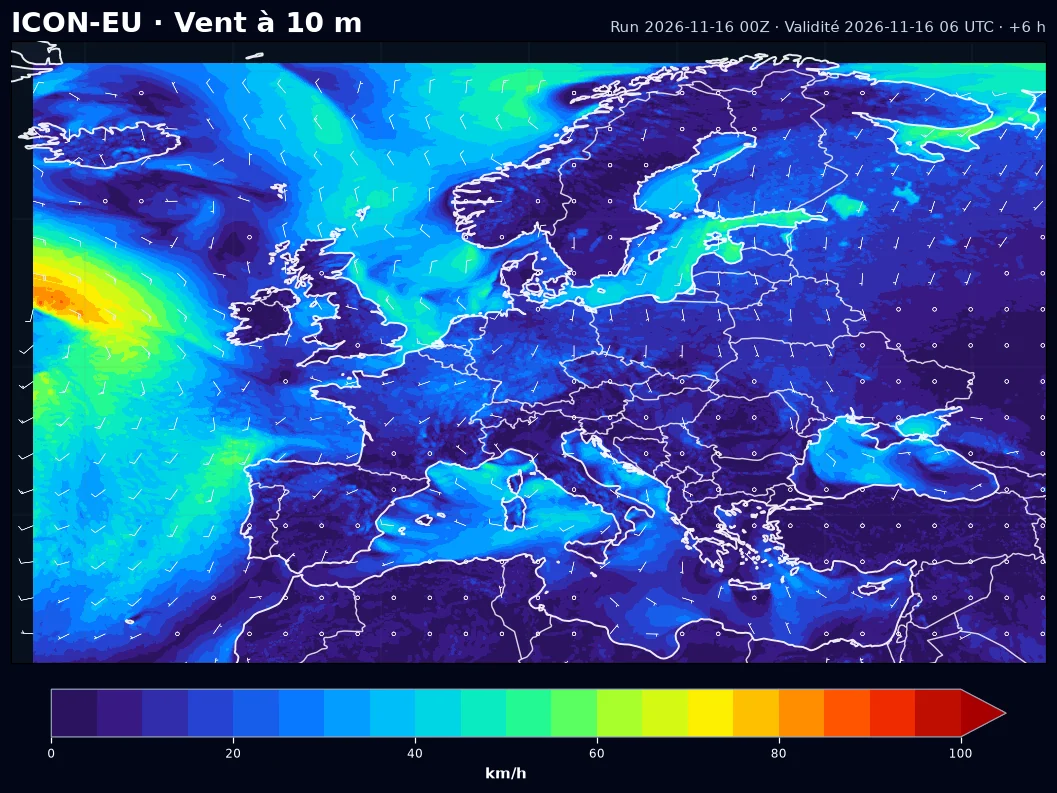 ICON-EU · Vent à 10 m
Run 2026-11-16 00Z · Validité 2026-11-16 06 UTC · +6 h
0 20 40 60 80 100
km/h